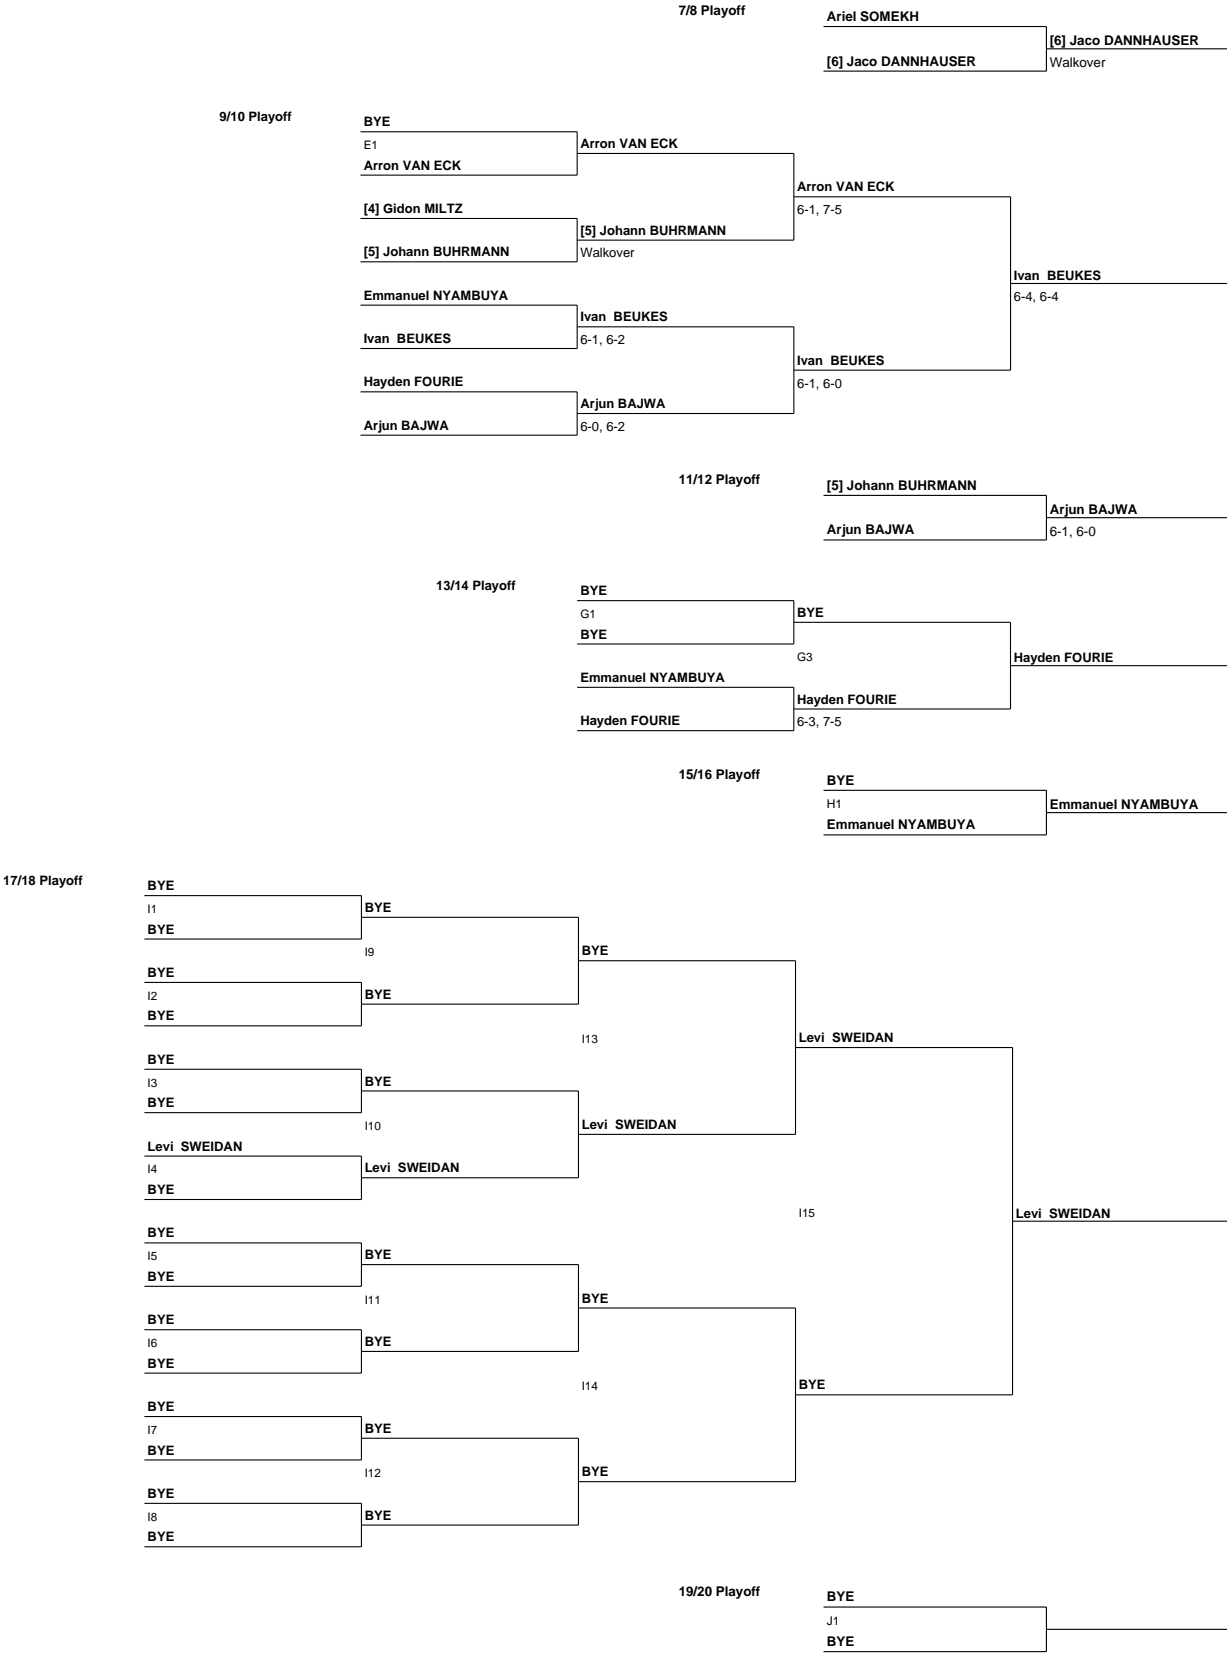 7/8 Playoff
Ariel SOMEKH
[6] Jaco DANNHAUSER
[6] Jaco DANNHAUSER
Walkover
9/10 Playoff
BYE
E1
Arron VAN ECK
Arron VAN ECK
Arron VAN ECK
6-1, 7-5
[4] Gidon MILTZ
[5] Johann BUHRMANN
[5] Johann BUHRMANN
Walkover
Ivan BEUKES
6-4, 6-4
Emmanuel NYAMBUYA
Ivan BEUKES
Ivan BEUKES
6-1, 6-2
Ivan BEUKES
6-1, 6-0
Hayden FOURIE
Arjun BAJWA
Arjun BAJWA
6-0, 6-2
11/12 Playoff
[5] Johann BUHRMANN
Arjun BAJWA
Arjun BAJWA
6-1, 6-0
13/14 Playoff
BYE
G1
BYE
BYE
G3
Hayden FOURIE
Emmanuel NYAMBUYA
Hayden FOURIE
Hayden FOURIE
6-3, 7-5
15/16 Playoff
BYE
H1
Emmanuel NYAMBUYA
Emmanuel NYAMBUYA
17/18 Playoff
BYE
I1
BYE
BYE
I9
BYE
BYE
I2
BYE
BYE
I13
Levi SWEIDAN
BYE
I3
BYE
BYE
I10
Levi SWEIDAN
Levi SWEIDAN
I4
BYE
Levi SWEIDAN
I15
Levi SWEIDAN
BYE
I5
BYE
BYE
I11
BYE
BYE
I6
BYE
BYE
I14
BYE
BYE
I7
BYE
BYE
I12
BYE
BYE
I8
BYE
BYE
19/20 Playoff
BYE
J1
BYE